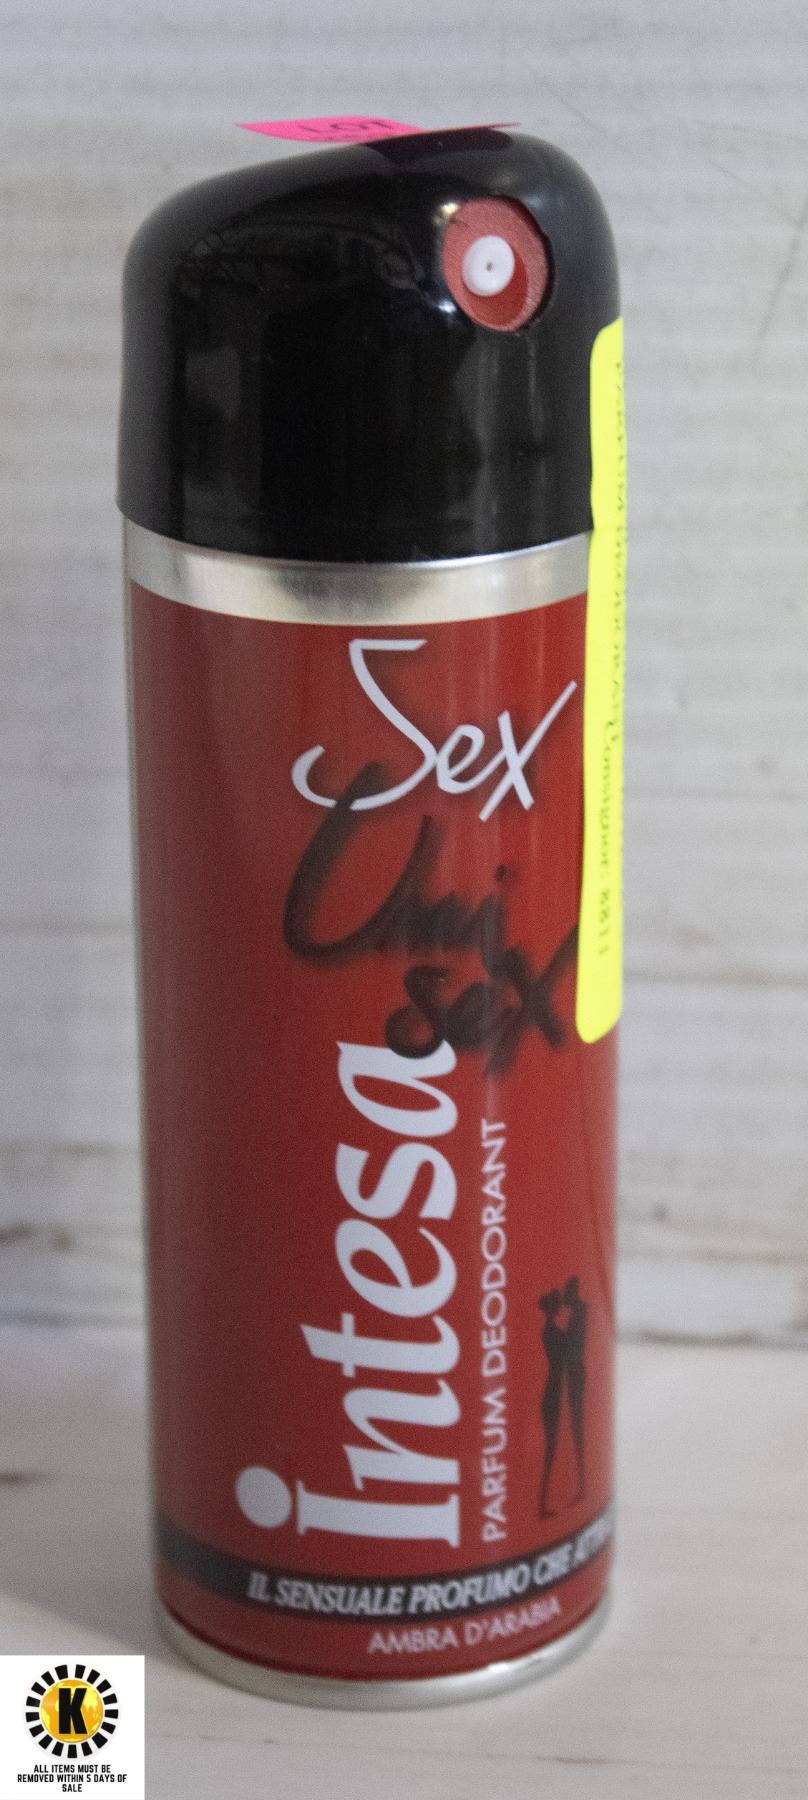 LOT
Sex
Uni
sex
intesa
PARFUM DEODORANT
IL SENSUALE PROFUMO CHE
AMBRA D'ARABIA
K
ALL ITEMS MUST BE
REMOVED WITHIN 5 DAYS OF
SALE